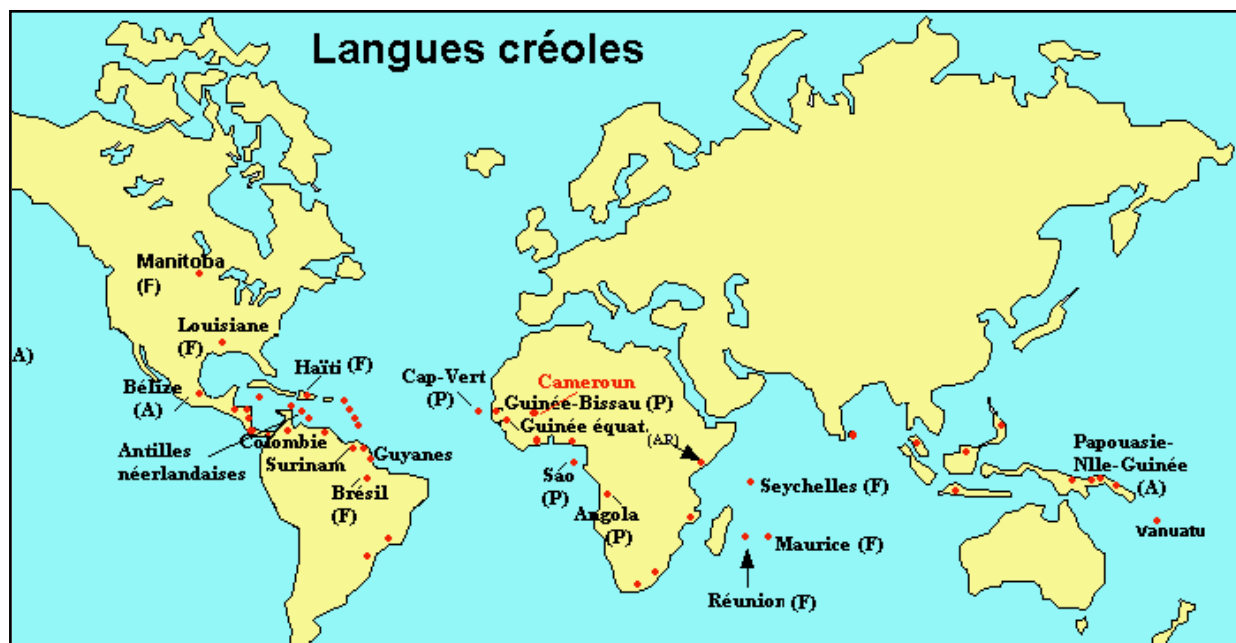 Langues créoles
Manitoba
(F)
Louisiane
(F)
A)
Haïti (F)
Bélize
(A)
Cap-Vert
(P)
Cameroun
Guinée-Bissau (P)
Guinée équat.
(AR)
Antilles
néerlandaises
Colombie
Surinam
Guyanes
Brésil
(F)
Sáo
(P)
Angola
(P)
Seychelles (F)
Maurice (F)
Réunion (F)
Papouasie-
Nlle-Guinée
(A)
Vanuatu